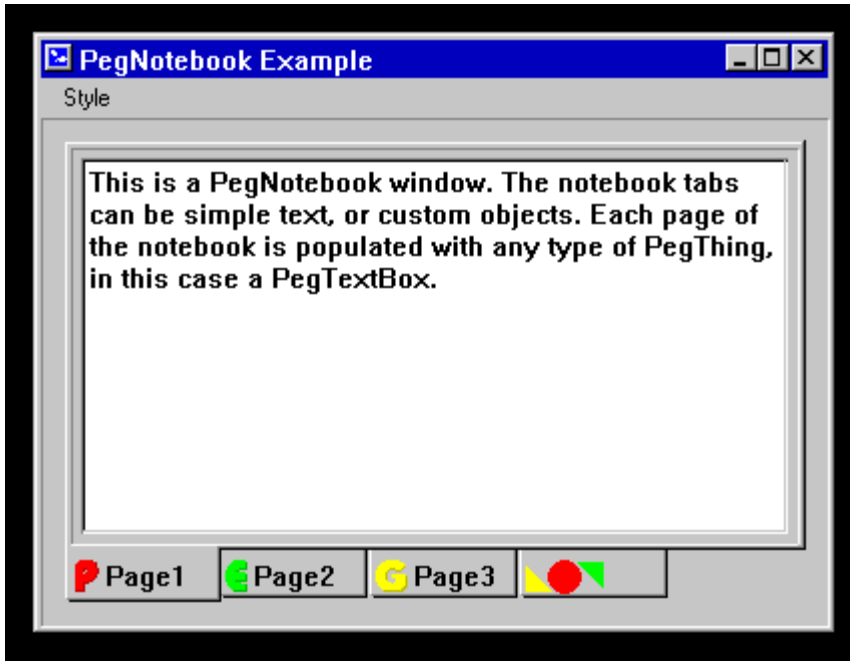 PegNotebook Example
Style
This is a PegNotebook window. The notebook tabs
can be simple text, or custom objects. Each page of
the notebook is populated with any type of PegThing,
in this case a PegTextBox.
P Page1 E Page2 G Page3